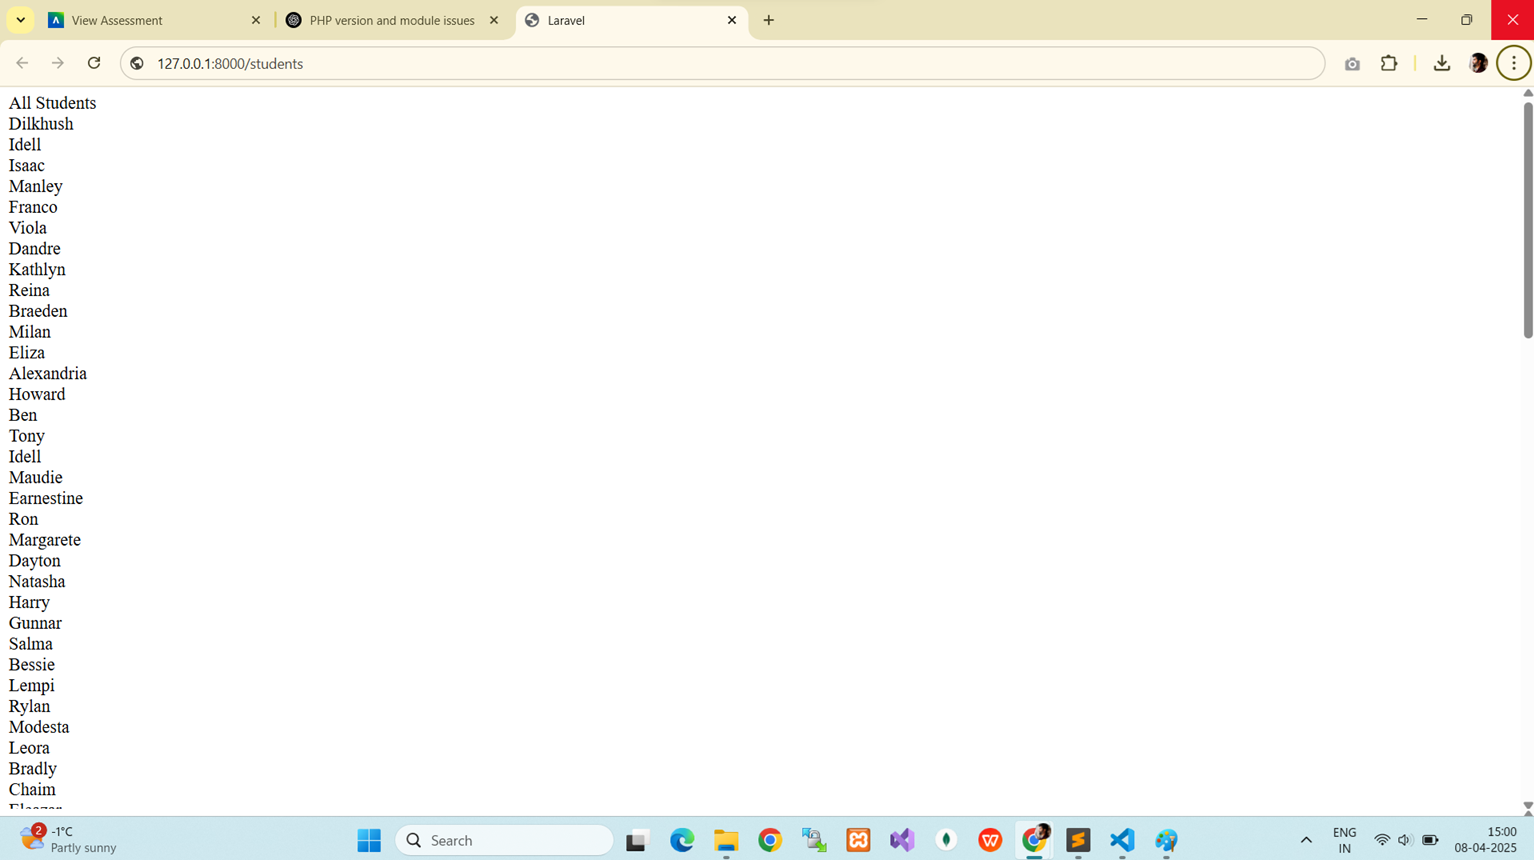 View Assessment
PHP version and module issues
Laravel
127.0.0.1:8000/students
All Students
Dilkhush
Idell
Isaac
Manley
Franco
Viola
Dandre
Kathlyn
Reina
Braeden
Milan
Eliza
Alexandria
Howard
Ben
Tony
Idell
Maudie
Earnestine
Ron
Margarete
Dayton
Natasha
Harry
Gunnar
Salma
Bessie
Lempi
Rylan
Modesta
Leora
Bradly
Chaim
2
-1°C
Partly sunny
Search
W
ENG
IN
15:00
08-04-2025